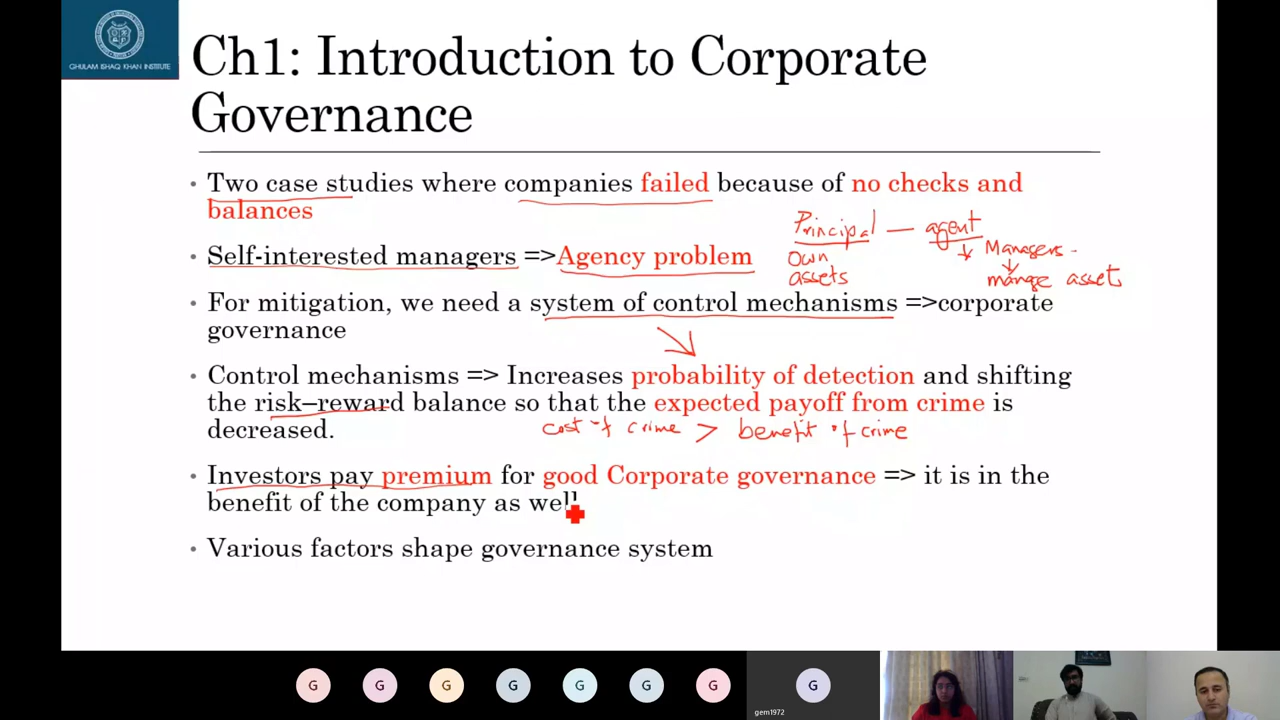 GHULAM ISHAQ KHAN INSTITUTE
Ch1: Introduction to Corporate
Governance
• Two case studies where companies failed because of no checks and
balances
Principal — agent
• Self-interested managers =>Agency problem
own
assets
Managers
manage assets
• For mitigation, we need a system of control mechanisms =>corporate
governance
• Control mechanisms => Increases probability of detection and shifting
the risk–reward balance so that the expected payoff from crime is
decreased.
cost of crime > benefit of crime
• Investors pay premium for good Corporate governance => it is in the
benefit of the company as well
• Various factors shape governance system
G G G G G G G G
gem1972